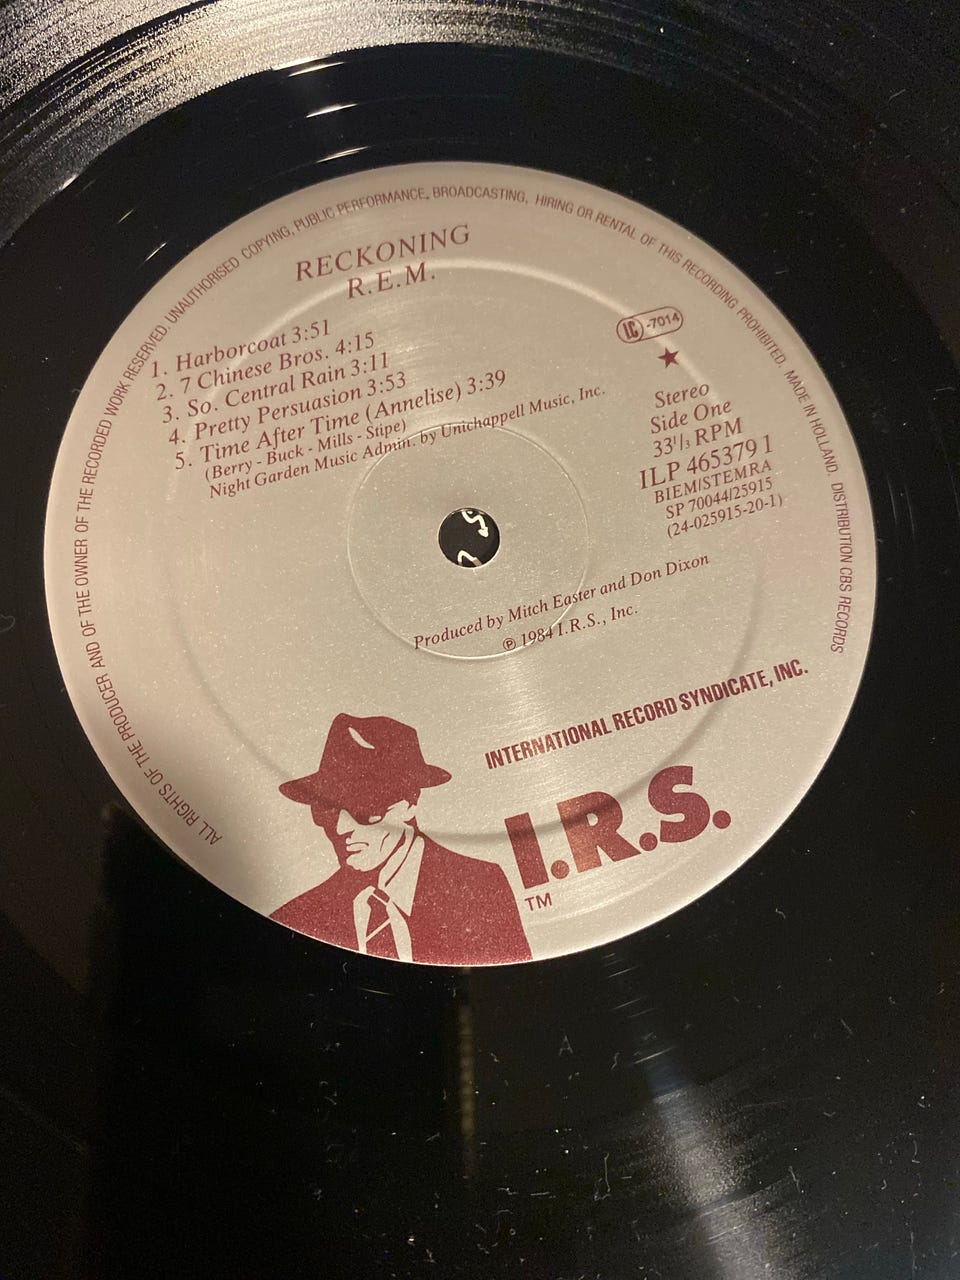 ALL RIGHTS OF THE PRODUCER AND OF THE OWNER OF THE RECORDED WORK RESERVED. UNAUTHORISED COPYING, PUBLIC PERFORMANCE, BROADCASTING, HIRING OR RENTAL OF THIS RECORDING PROHIBITED. MADE IN HOLLAND. DISTRIBUTION CBS RECORDS
RECKONING
R.E.M.
1. Harborcoat 3:51
2. 7 Chinese Bros. 4:15
3. So. Central Rain 3:11
4. Pretty Persuasion 3:53
5. Time After Time (Annelise) 3:39
(Berry - Buck - Mills - Stipe)
Night Garden Music Admin. by Unichappell Music, Inc.
LC -7014
Stereo
Side One
33⅓ RPM
ILP 465379 1
BIEM/STEMRA
SP 70044/25915
(24-025915-20-1)
Produced by Mitch Easter and Don Dixon
℗ 1984 I.R.S., Inc.
INTERNATIONAL RECORD SYNDICATE, INC.
I.R.S.
TM